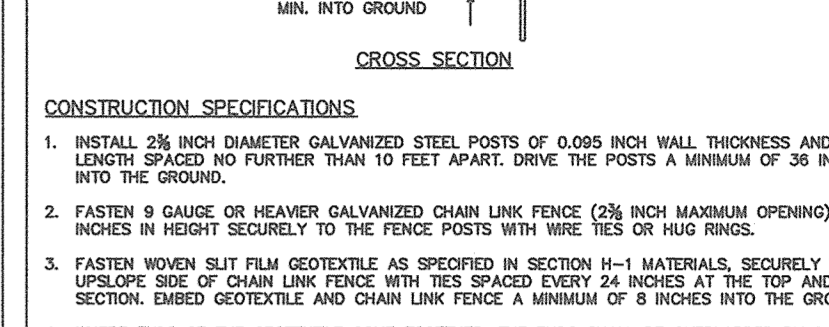 MIN. INTO GROUND
CROSS SECTION
CONSTRUCTION SPECIFICATIONS
1. INSTALL 2⅜ INCH DIAMETER GALVANIZED STEEL POSTS OF 0.095 INCH WALL THICKNESS AND
LENGTH SPACED NO FURTHER THAN 10 FEET APART. DRIVE THE POSTS A MINIMUM OF 36
INTO THE GROUND.
2. FASTEN 9 GAUGE OR HEAVIER GALVANIZED CHAIN LINK FENCE (2⅜ INCH MAXIMUM OPENING)
INCHES IN HEIGHT SECURELY TO THE FENCE POSTS WITH WIRE TIES OR HUG RINGS.
3. FASTEN WOVEN SLIT FILM GEOTEXTILE AS SPECIFIED IN SECTION H-1 MATERIALS, SECURELY
UPSLOPE SIDE OF CHAIN LINK FENCE WITH TIES SPACED EVERY 24 INCHES AT THE TOP AND
SECTION. EMBED GEOTEXTILE AND CHAIN LINK FENCE A MINIMUM OF 8 INCHES INTO THE